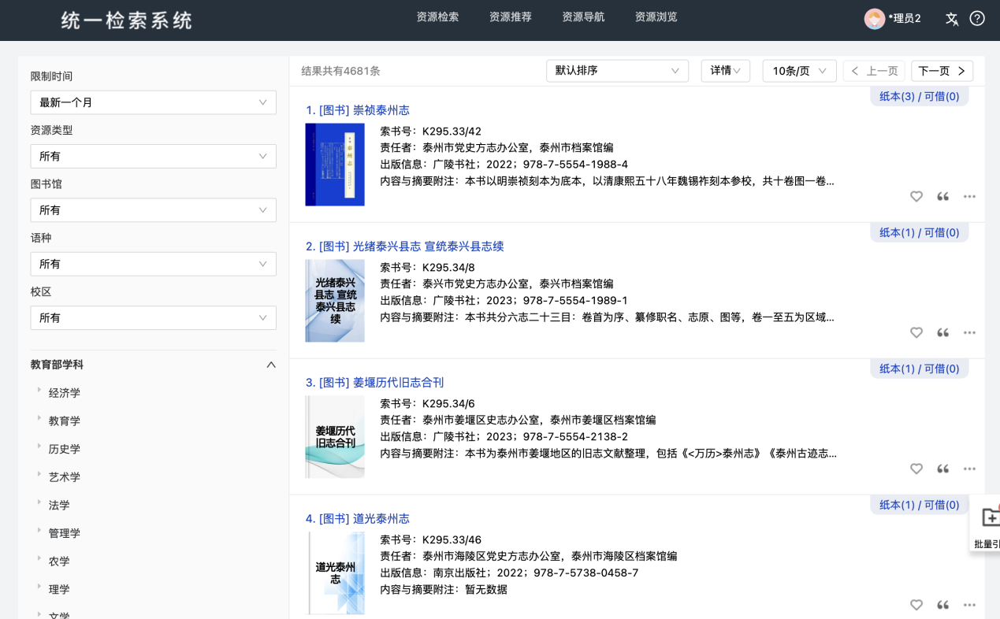 统一检索系统
资源检索 资源推荐 资源导航 资源浏览
*理员2
限制时间
最新一个月
资源类型
所有
图书馆
所有
语种
所有
校区
所有
教育部学科
经济学
教育学
历史学
艺术学
法学
管理学
农学
理学
文学
结果共有4681条
默认排序 详情 10条/页 上一页 下一页
纸本(3) / 可借(0)
1. [图书] 崇祯泰州志
索书号：K295.33/42
责任者：泰州市党史方志办公室，泰州市档案馆编
出版信息：广陵书社；2022；978-7-5554-1988-4
内容与摘要附注：本书以明崇祯刻本为底本，以清康熙五十八年魏锡祚刻本参校，共十卷图一卷...
纸本(1) / 可借(0)
2. [图书] 光绪泰兴县志 宣统泰兴县志续
光绪泰兴
县志 宣统
泰兴县志
续
索书号：K295.34/8
责任者：泰兴市党史方志办公室，泰兴市档案馆编
出版信息：广陵书社；2023；978-7-5554-1989-1
内容与摘要附注：本书共分六志二十三目：卷首为序、纂修职名、志原、图等，卷一至五为区域...
纸本(1) / 可借(0)
3. [图书] 姜堰历代旧志合刊
姜堰历代
旧志合刊
索书号：K295.34/6
责任者：泰州市姜堰区史志办公室，泰州市姜堰区档案馆编
出版信息：广陵书社；2023；978-7-5554-2138-2
内容与摘要附注：本书为泰州市姜堰地区的旧志文献整理，包括《<万历>泰州志》《泰州古迹志...
纸本(1) / 可借(0)
4. [图书] 道光泰州志
道光泰州
志
索书号：K295.33/46
责任者：泰州市海陵区党史方志办公室，泰州市海陵区档案馆编
出版信息：南京出版社；2022；978-7-5738-0458-7
内容与摘要附注：暂无数据
批量引